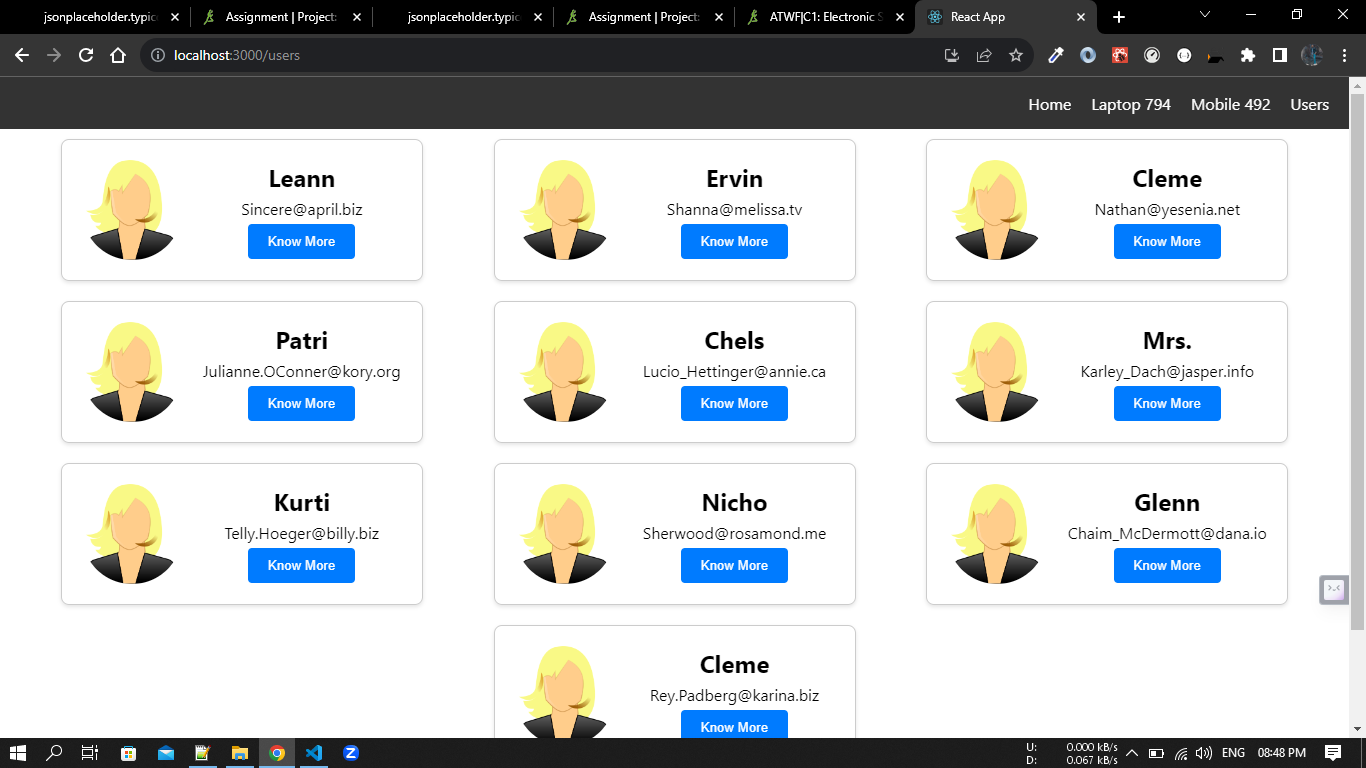 jsonplaceholder.typic
Assignment | Project:
jsonplaceholder.typic
Assignment | Project:
ATWF|C1: Electronic S
React App
localhost:3000/users
Home Laptop 794 Mobile 492 Users
Leann
Sincere@april.biz
Know More
Ervin
Shanna@melissa.tv
Know More
Cleme
Nathan@yesenia.net
Know More
Patri
Julianne.OConner@kory.org
Know More
Chels
Lucio_Hettinger@annie.ca
Know More
Mrs.
Karley_Dach@jasper.info
Know More
Kurti
Telly.Hoeger@billy.biz
Know More
Nicho
Sherwood@rosamond.me
Know More
Glenn
Chaim_McDermott@dana.io
Know More
Cleme
Rey.Padberg@karina.biz
Know More
U: 0.000 kB/s
D: 0.067 kB/s
ENG
08:48 PM